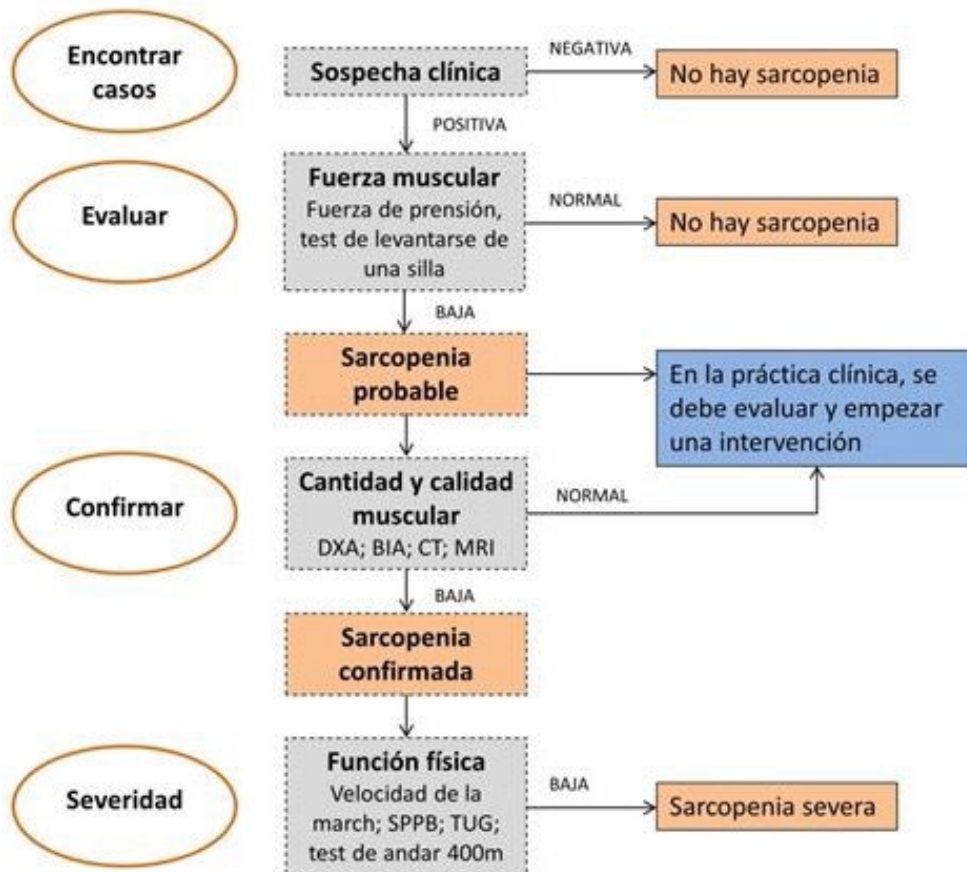 Encontrar
casos
Sospecha clínica
NEGATIVA
No hay sarcopenia
POSITIVA
Evaluar
Fuerza muscular
Fuerza de prensión,
test de levantarse de
una silla
NORMAL
No hay sarcopenia
BAJA
Sarcopenia
probable
En la práctica clínica, se
debe evaluar y empezar
una intervención
Confirmar
Cantidad y calidad
muscular
DXA; BIA; CT; MRI
NORMAL
BAJA
Sarcopenia
confirmada
Severidad
Función física
Velocidad de la
march; SPPB; TUG;
test de andar 400m
BAJA
Sarcopenia severa